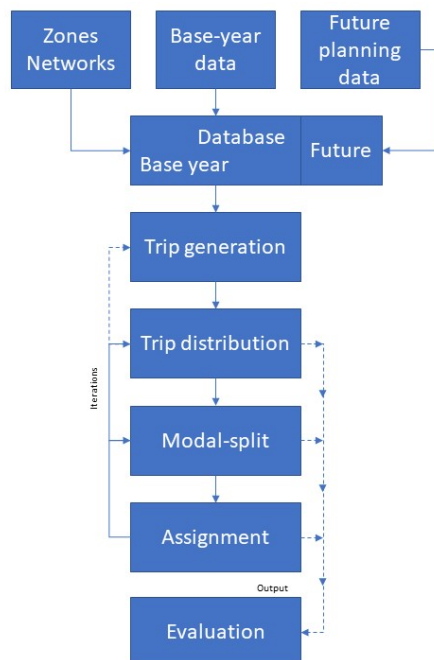 Zones
Networks
Base-year
data
Future
planning
data
Database
Base year
Future
Trip generation
Trip distribution
Iterations
Modal-split
Assignment
Output
Evaluation